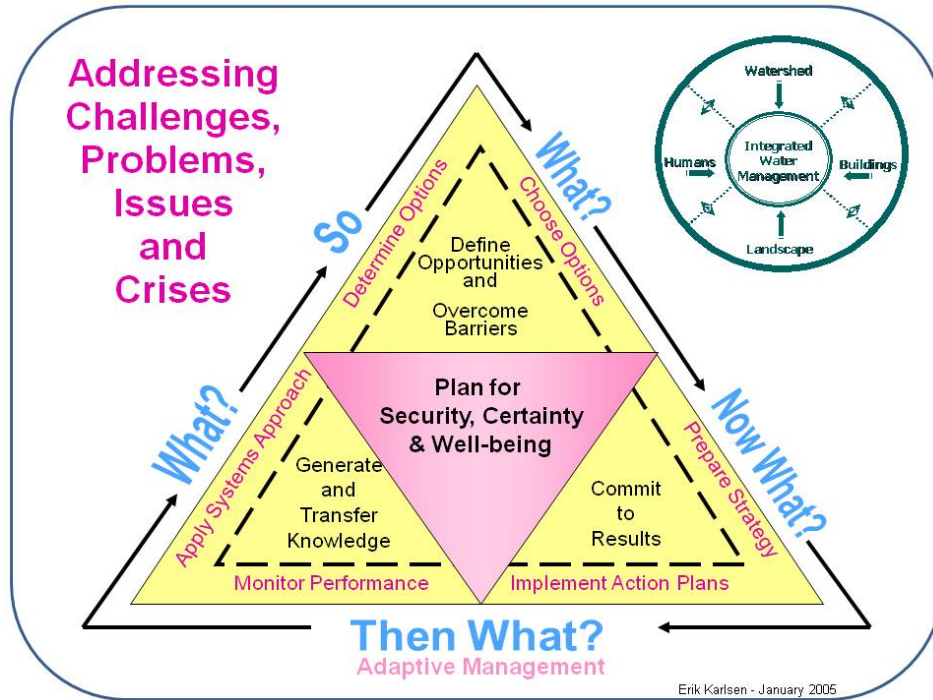 Addressing
Challenges,
Problems,
Issues
and
Crises
What?
So
What?
Now What?
Then What?
Adaptive Management
Apply Systems Approach
Determine Options
Choose Options
Prepare Strategy
Implement Action Plans
Monitor Performance
Define
Opportunities
and
Overcome
Barriers
Plan for
Security, Certainty
& Well-being
Generate
and
Transfer
Knowledge
Commit
to
Results
Watershed
Humans
Integrated
Water
Management
Buildings
Landscape
Erik Karlsen - January 2005